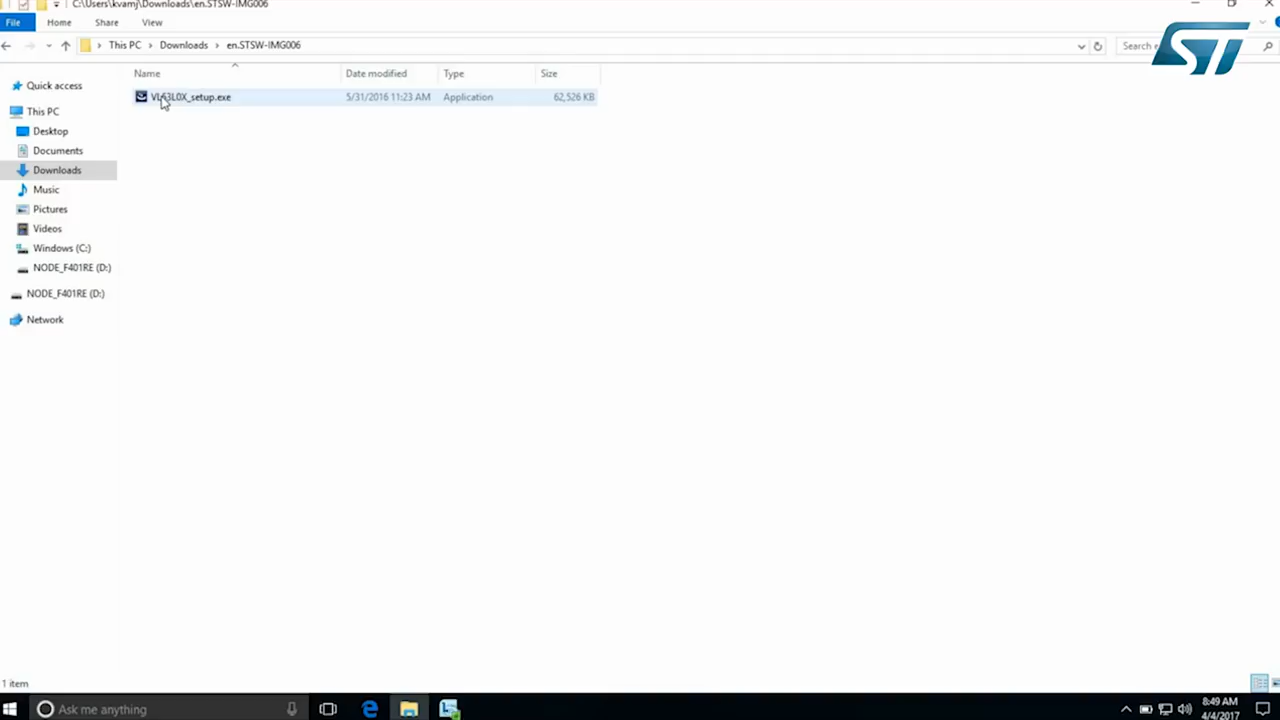 C:\Users\kvamj\Downloads\en.STSW-IMG006
File Home Share View
This PC > Downloads > en.STSW-IMG006
Search
ST
Name Date modified Type Size
VL53L0X_setup.exe 5/31/2016 11:23 AM Application 62,526 KB
Quick access
This PC
Desktop
Documents
Downloads
Music
Pictures
Videos
Windows (C:)
NODE_F401RE (D:)
NODE_F401RE (D:)
Network
1 item
Ask me anything
8:49 AM
4/4/2017